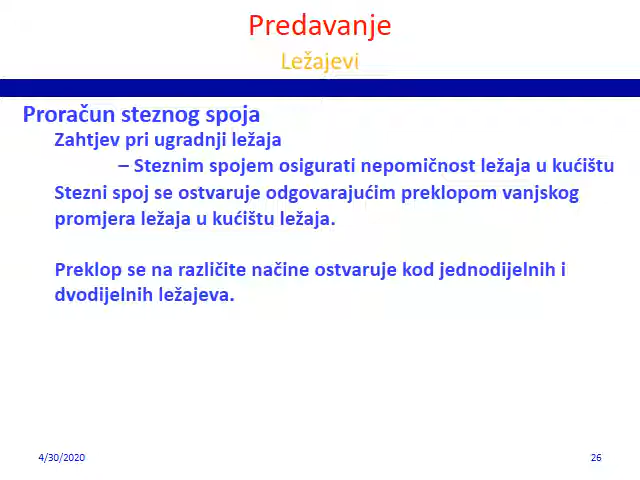 Predavanje
Ležajevi
Proračun steznog spoja
Zahtjev pri ugradnji ležaja
– Steznim spojem osigurati nepomičnost ležaja u kućištu
Stezni spoj se ostvaruje odgovarajućim preklopom vanjskog
promjera ležaja u kućištu ležaja.
Preklop se na različite načine ostvaruje kod jednodijelnih i
dvodijelnih ležajeva.
4/30/2020
26